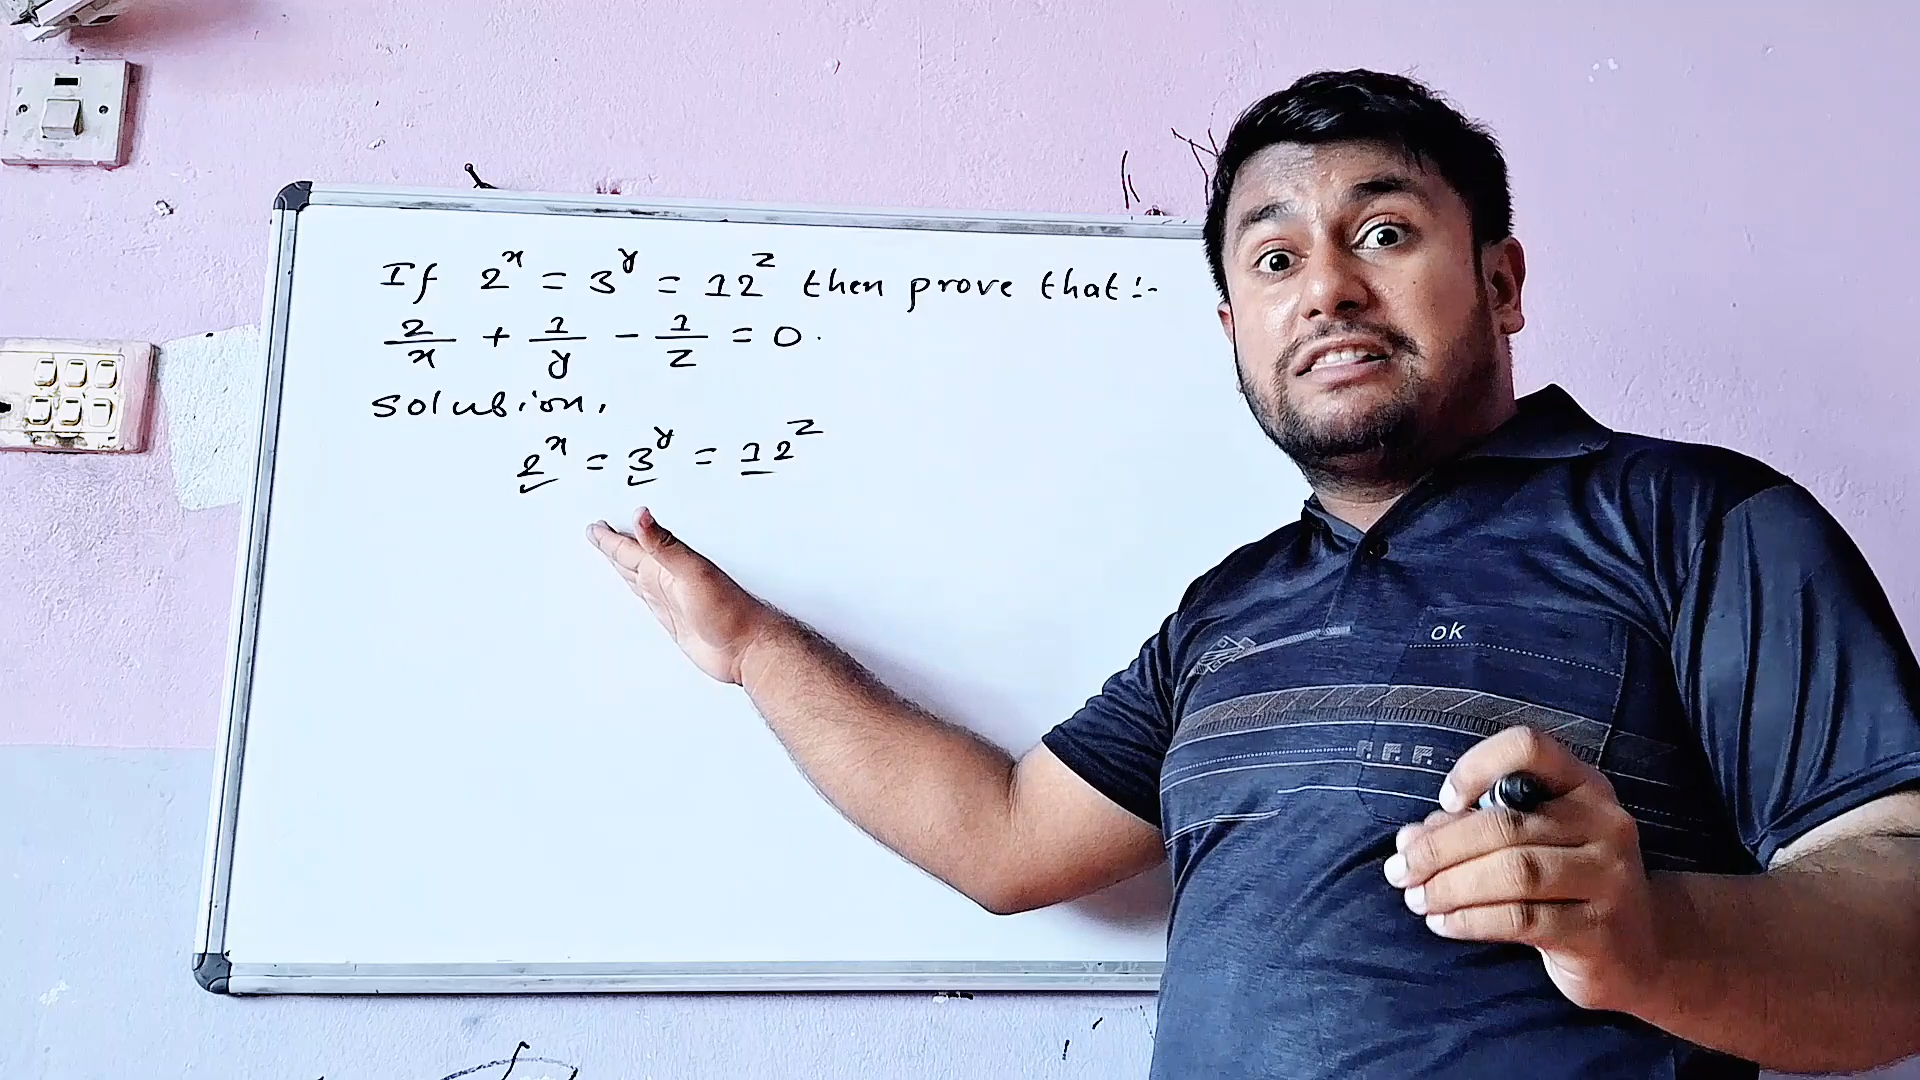 If 2^x = 3^y = 12^z then prove that :-
2/x + 1/y - 1/z = 0.
Solution,
2^x = 3^y = 12^z
ok